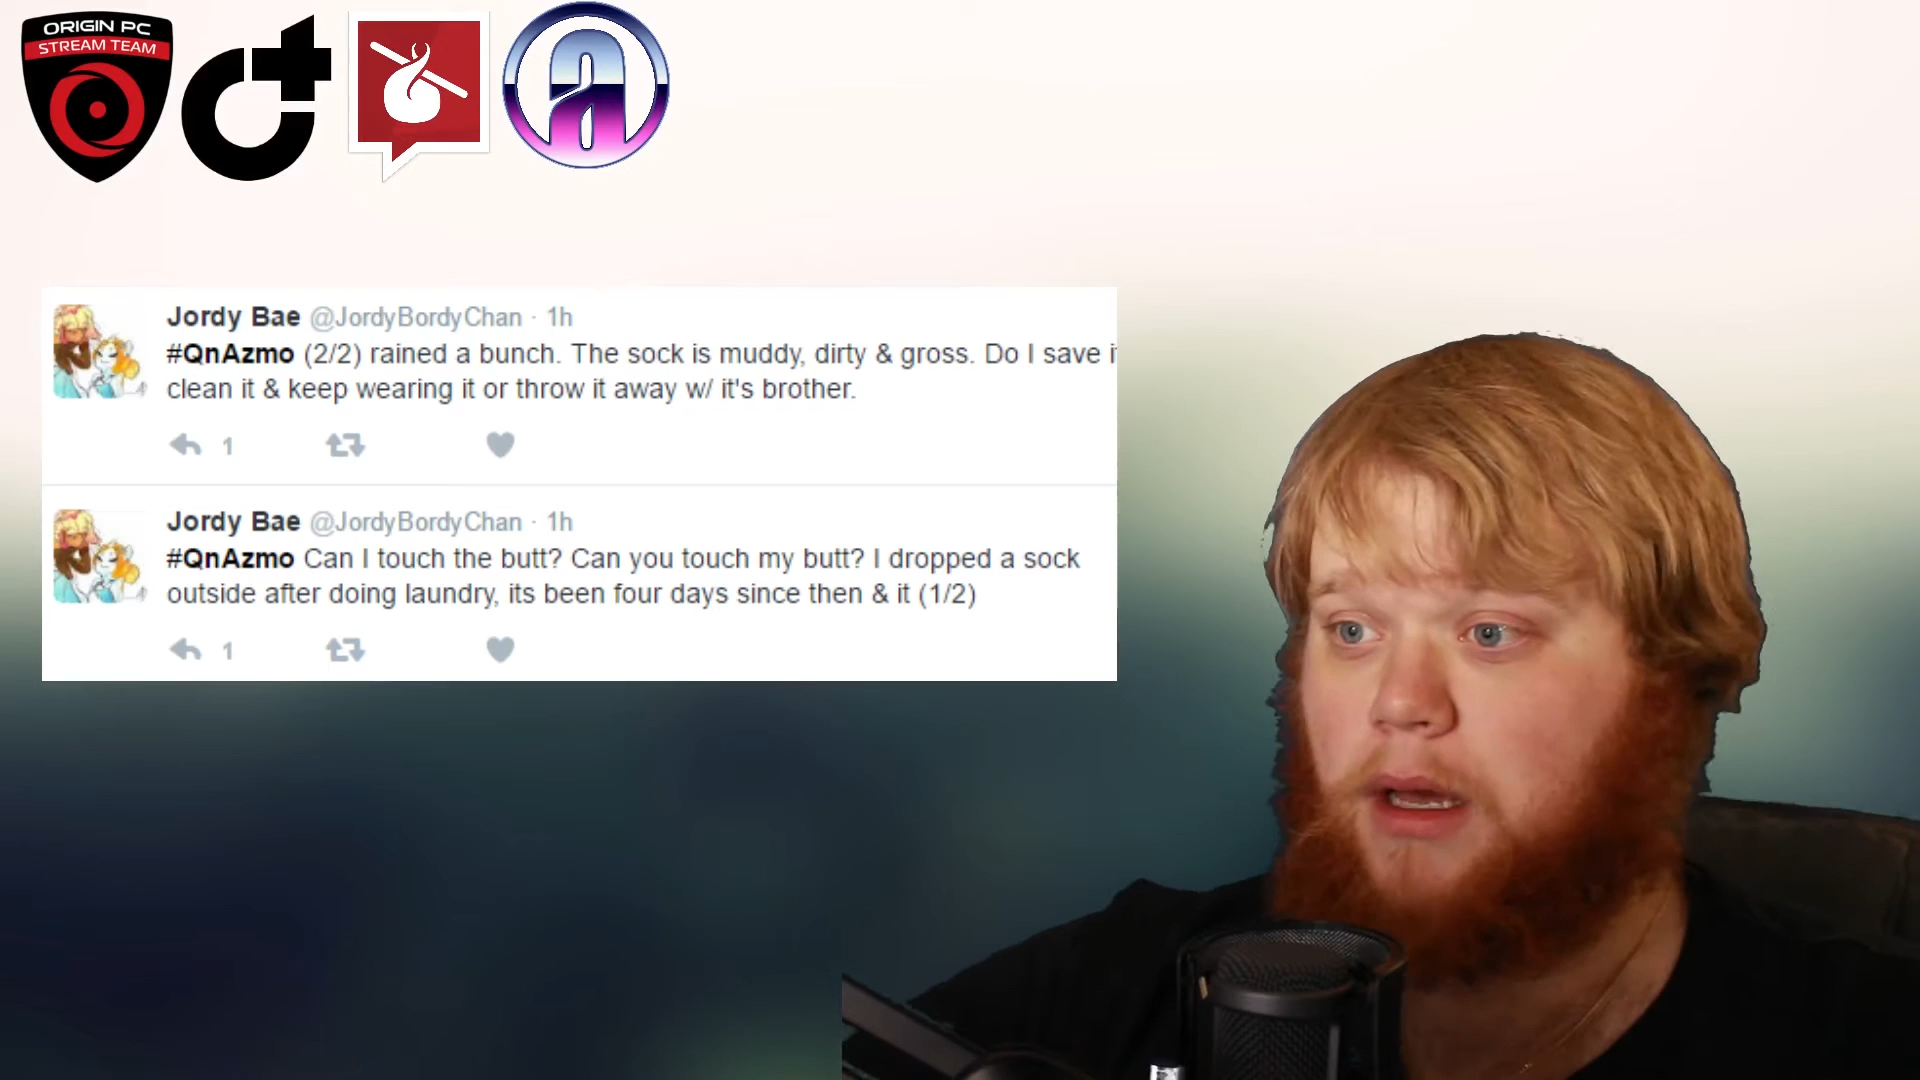 ORIGIN PC
STREAM TEAM
Jordy Bae @JordyBordyChan · 1h
#QnAzmo (2/2) rained a bunch. The sock is muddy, dirty & gross. Do I save
clean it & keep wearing it or throw it away w/ it's brother.
1
Jordy Bae @JordyBordyChan · 1h
#QnAzmo Can I touch the butt? Can you touch my butt? I dropped a sock
outside after doing laundry, its been four days since then & it (1/2)
1